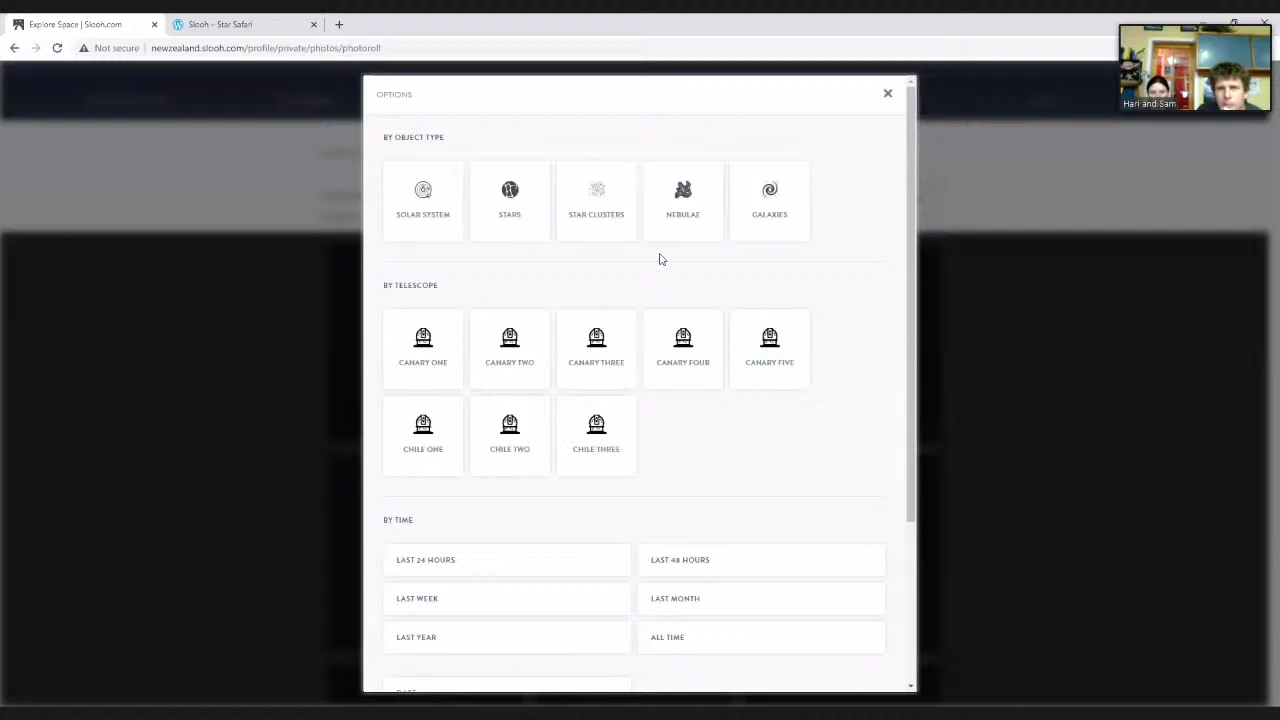 Explore Space | Slooh.com
Slooh – Star Safari
Not secure
newzealand.slooh.com/profile/private/photos/photoroll
Hari and Sam
OPTIONS
BY OBJECT TYPE
SOLAR SYSTEM
STARS
STAR CLUSTERS
NEBULAE
GALAXIES
BY TELESCOPE
CANARY ONE
CANARY TWO
CANARY THREE
CANARY FOUR
CANARY FIVE
CHILE ONE
CHILE TWO
CHILE THREE
BY TIME
LAST 24 HOURS
LAST 48 HOURS
LAST WEEK
LAST MONTH
LAST YEAR
ALL TIME